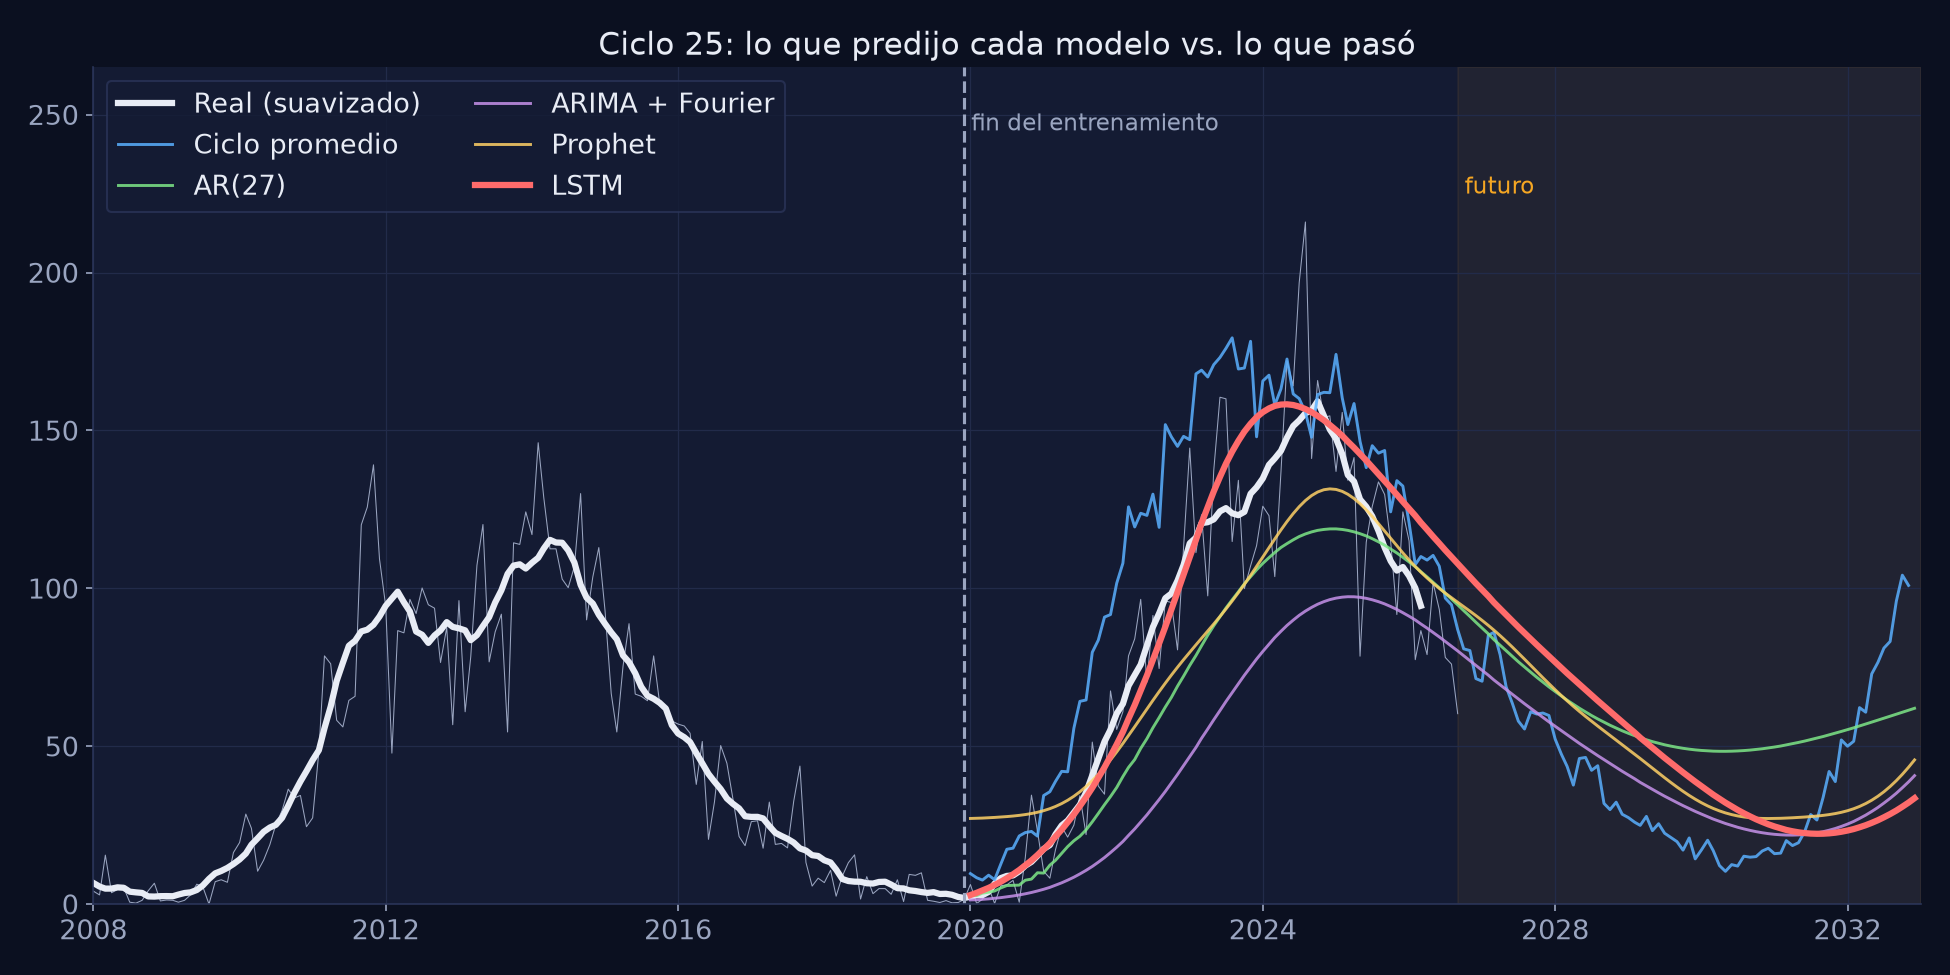 Ciclo 25: lo que predijo cada modelo vs. lo que pasó
Real (suavizado)
Ciclo promedio
AR(27)
ARIMA + Fourier
Prophet
LSTM
fin del entrenamiento
futuro
250
200
150
100
50
0
2008 2012 2016 2020 2024 2028 2032